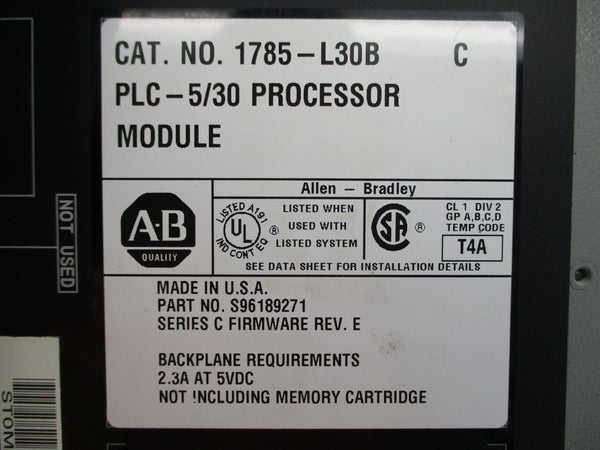 CAT. NO. 1785-L30B C
PLC-5/30 PROCESSOR
MODULE
Allen - Bradley
A-B
QUALITY
LISTED A191
UL
IND CONT EQ
®
LISTED WHEN
USED WITH
LISTED SYSTEM
SA
®
CL 1 DIV 2
GP A,B,C,D
TEMP CODE
T4A
SEE DATA SHEET FOR INSTALLATION DETAILS
MADE IN U.S.A.
PART NO. S96189271
SERIES C FIRMWARE REV. E
BACKPLANE REQUIREMENTS
2.3A AT 5VDC
NOT INCLUDING MEMORY CARTRIDGE
NOT USED
STOM